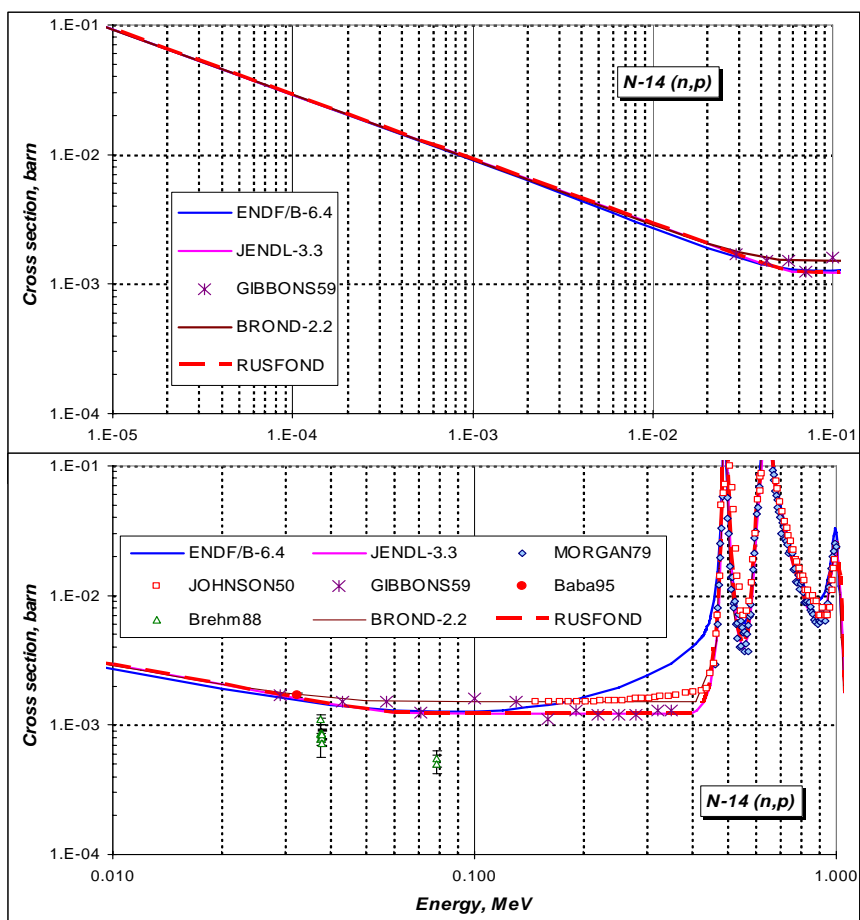 1.E-01
N-14 (n,p)
1.E-02
Cross section, barn
ENDF/B-6.4
JENDL-3.3
GIBBONS59
1.E-03
BROND-2.2
RUSFOND
1.E-04
1.E-05 1.E-04 1.E-03 1.E-02 1.E-01
1.E-01
ENDF/B-6.4 JENDL-3.3 MORGAN79
JOHNSON50 GIBBONS59 Baba95
1.E-02
Brehm88 BROND-2.2 RUSFOND
Cross section, barn
1.E-03
N-14 (n,p)
1.E-04
0.010 0.100 1.000
Energy, MeV